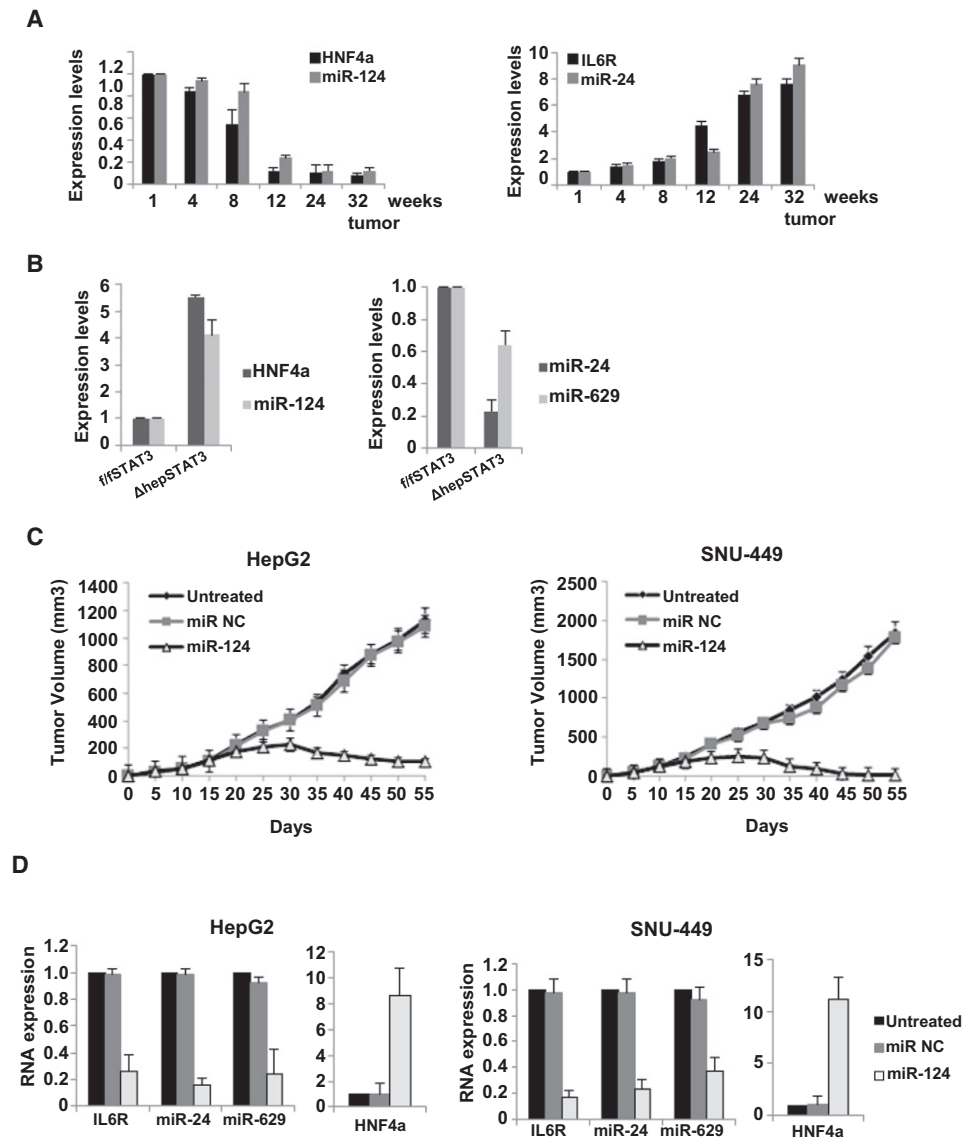 A
Expression levels
1.2
1.2
0.6
0.6
0.4
0.2
0
HNF4a
miR-124
1 4 8 12 24 32 weeks
tumor
Expression levels
10
8
6
4
2
0
IL6R
miR-24
1 4 8 12 24 32 weeks
tumor
B
Expression levels
6
5
4
3
2
1
0
HNF4a
miR-124
f/fSTAT3
ΔhepSTAT3
Expression levels
1.0
0.8
0.6
0.4
0.2
0
miR-24
miR-629
f/fSTAT3
ΔhepSTAT3
C
HepG2
Tumor Volume (mm3)
1400
1200
1000
800
600
400
200
0
Untreated
miR NC
miR-124
0 5 10 15 20 25 30 35 40 45 50 55
Days
SNU-449
Tumor Volume (mm3)
2500
2000
1500
1000
500
0
Untreated
miR NC
miR-124
0 5 10 15 20 25 30 35 40 45 50 55
Days
D
HepG2
RNA expression
1.2
1.0
0.8
0.6
0.4
0.2
0
IL6R miR-24 miR-629
12
10
8
6
4
2
0
HNF4a
SNU-449
RNA expression
1.2
1.0
0.8
0.6
0.4
0.2
0
IL6R miR-24 miR-629
15
10
5
0
HNF4a
Untreated
miR NC
miR-124